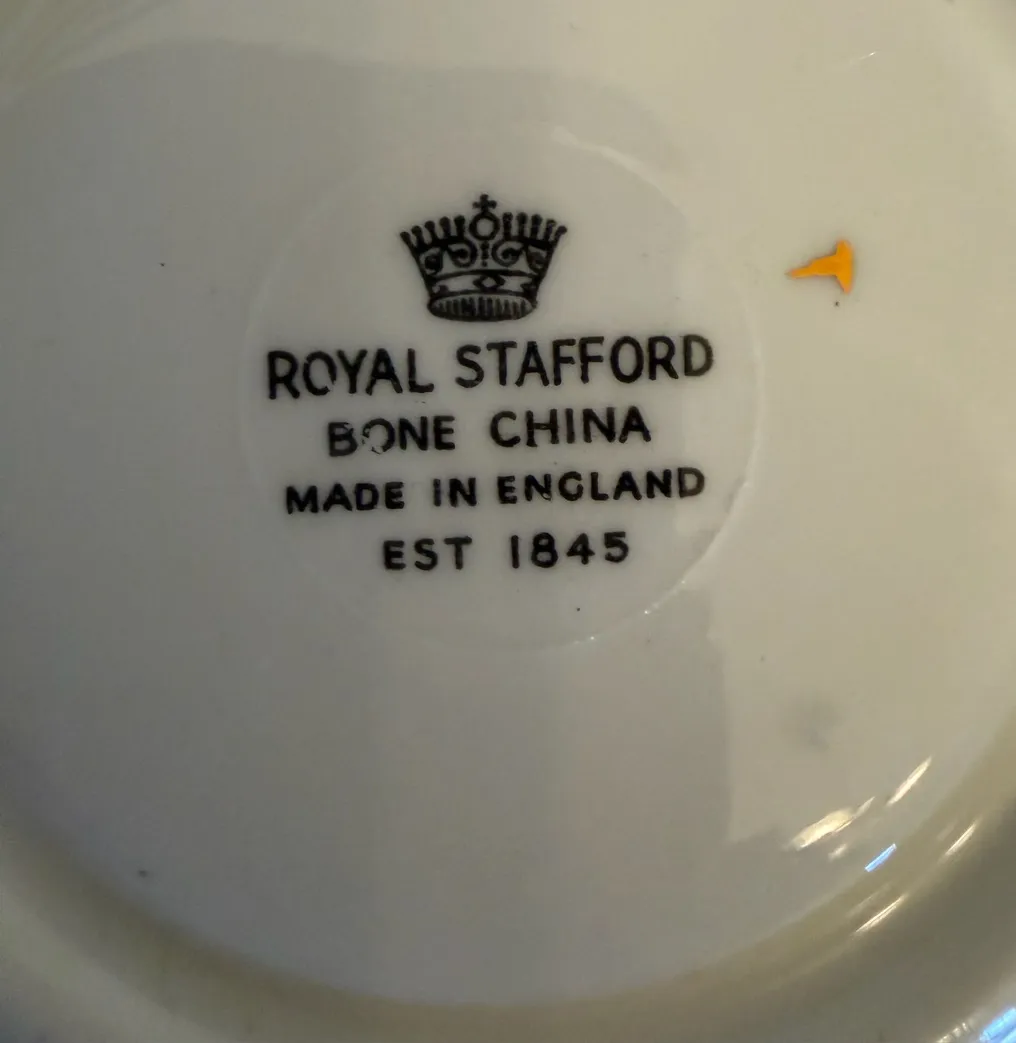 ROYAL STAFFORD
BONE CHINA
MADE IN ENGLAND
EST 1845